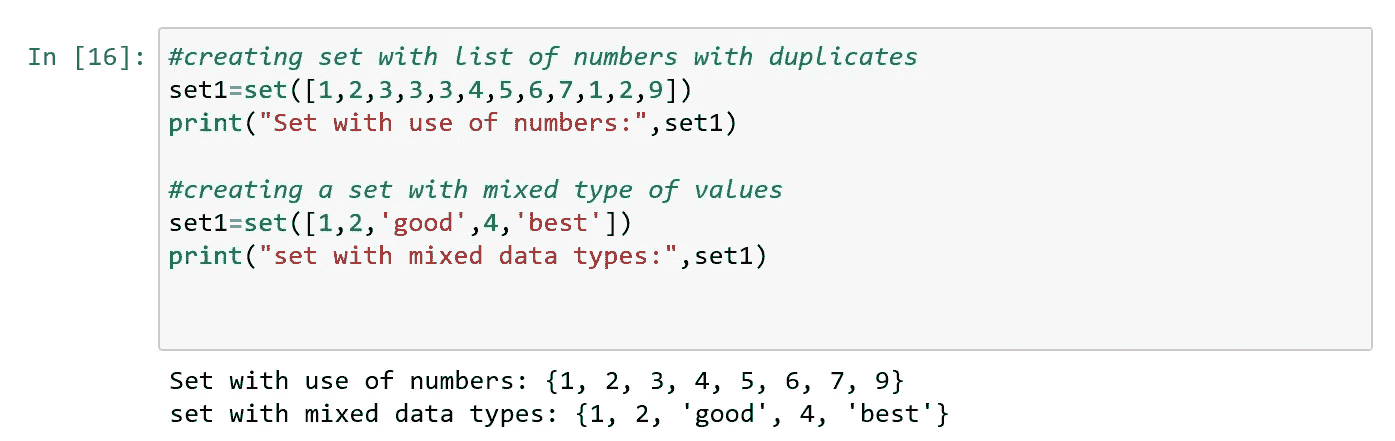 In [16]: #creating set with list of numbers with duplicates
set1=set([1,2,3,3,3,4,5,6,7,1,2,9])
print("Set with use of numbers:",set1)
#creating a set with mixed type of values
set1=set([1,2,'good',4,'best'])
print("set with mixed data types:",set1)
Set with use of numbers: {1, 2, 3, 4, 5, 6, 7, 9}
set with mixed data types: {1, 2, 'good', 4, 'best'}